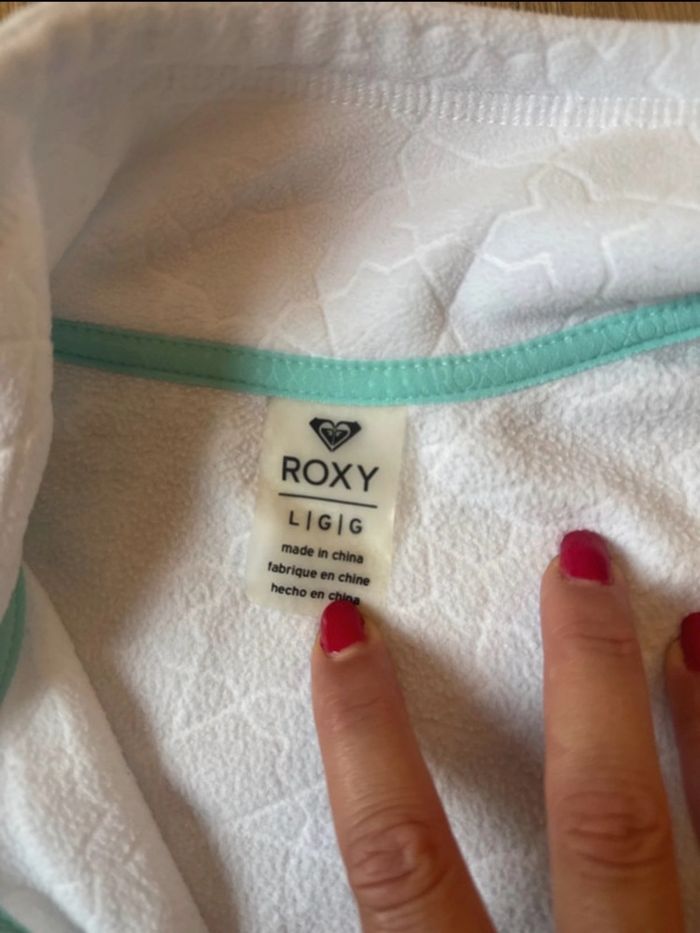 ROXY
L|G|G
made in china
fabrique en chine
hecho en china